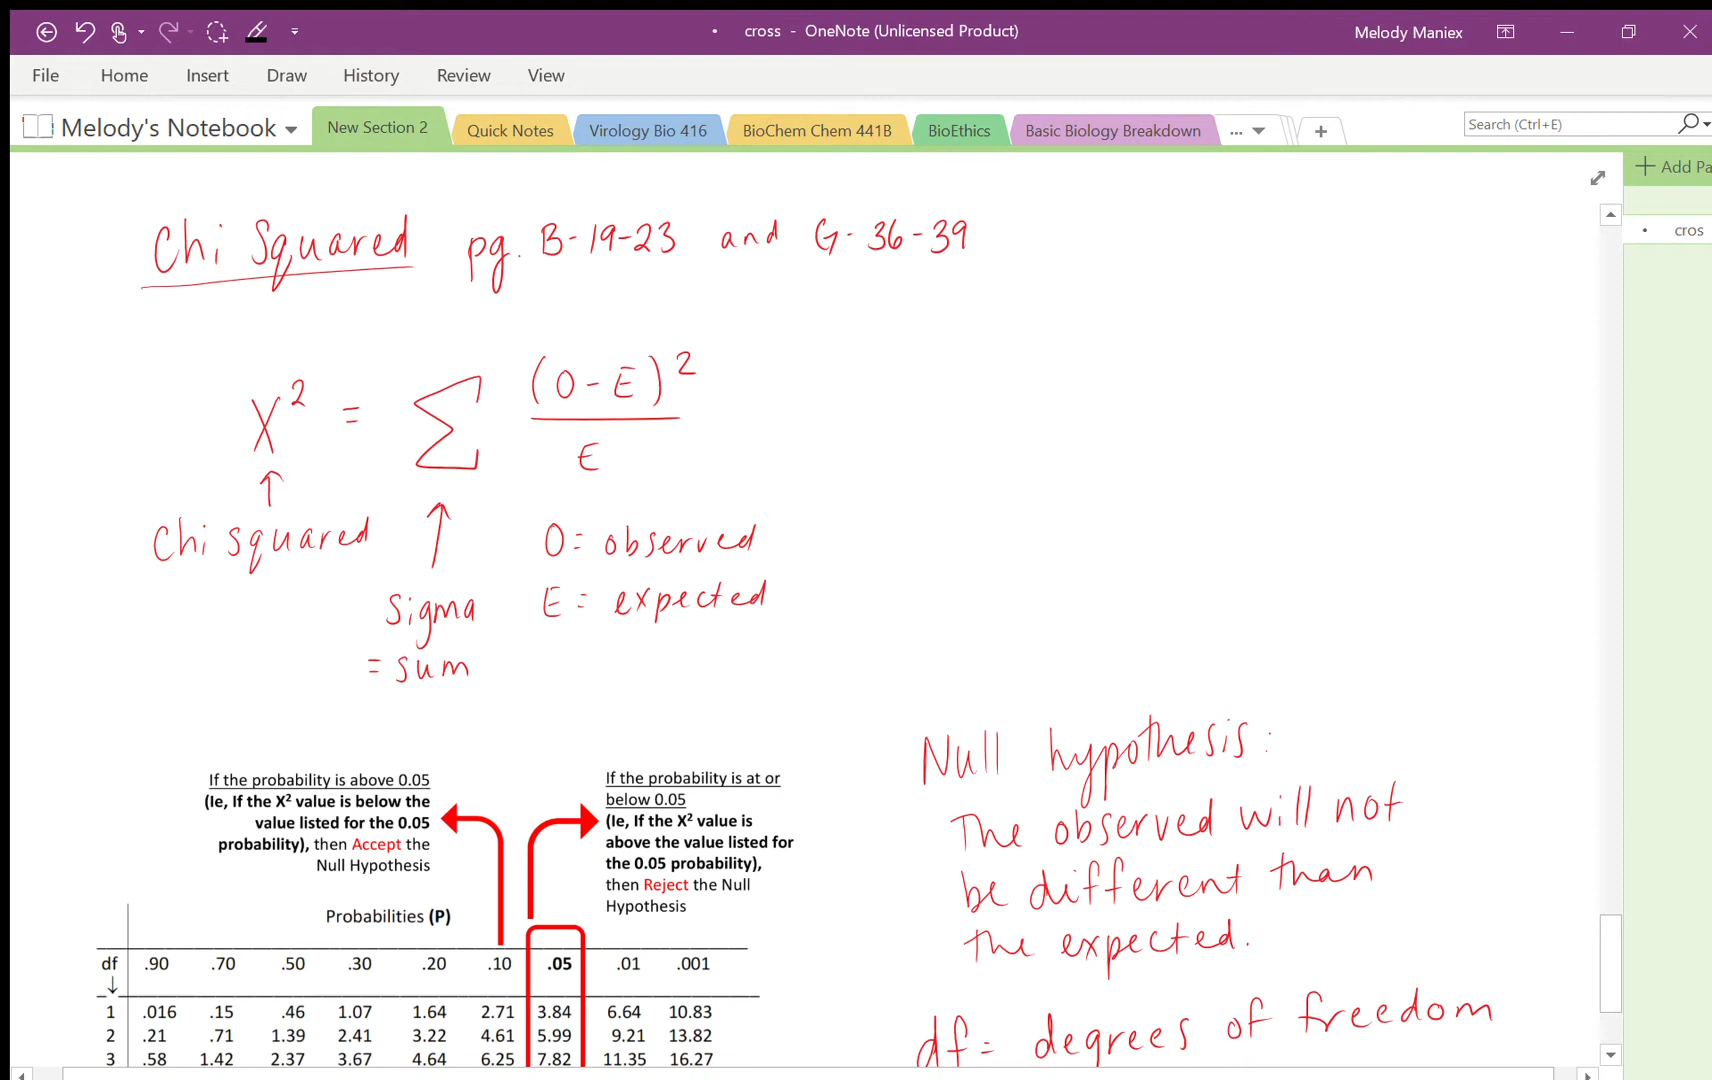 cross - OneNote (Unlicensed Product)
Melody Maniex
File Home Insert Draw History Review View
Melody's Notebook
New Section 2
Quick Notes
Virology Bio 416
BioChem Chem 441B
BioEthics
Basic Biology Breakdown
...
Search (Ctrl+E)
Add Pa
cros
Chi Squared pg. B-19-23 and G-36-39
X² = ∑ (O-E)² / E
Chi squared
Sigma
= sum
O = observed
E = expected
If the probability is above 0.05
(Ie, If the X² value is below the
value listed for the 0.05
probability), then Accept the
Null Hypothesis
If the probability is at or
below 0.05
(Ie, If the X² value is
above the value listed for
the 0.05 probability),
then Reject the Null
Hypothesis
Probabilities (P)
df .90 .70 .50 .30 .20 .10 .05 .01 .001
1 .016 .15 .46 1.07 1.64 2.71 3.84 6.64 10.83
2 .21 .71 1.39 2.41 3.22 4.61 5.99 9.21 13.82
3 .58 1.42 2.37 3.67 4.64 6.25 7.82 11.35 16.27
Null hypothesis:
The observed will not
be different than
the expected.
df = degrees of freedom